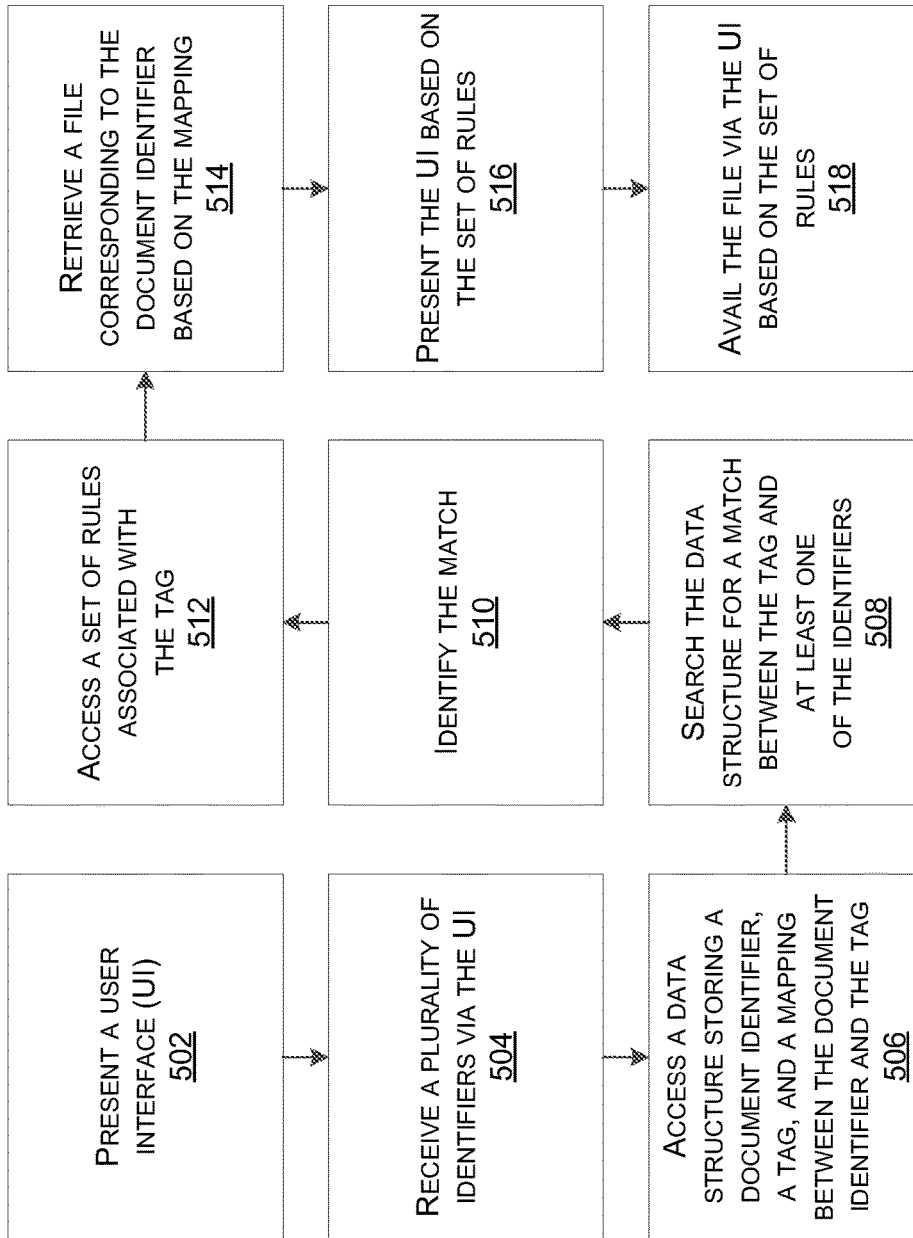 PRESENT A USER
INTERFACE (UI)
502
RECEIVE A PLURALITY OF
IDENTIFIERS VIA THE UI
504
ACCESS A DATA
STRUCTURE STORING A
DOCUMENT IDENTIFIER,
A TAG, AND A MAPPING
BETWEEN THE DOCUMENT
IDENTIFIER AND THE TAG
506
SEARCH THE DATA
STRUCTURE FOR A MATCH
BETWEEN THE TAG AND
AT LEAST ONE
OF THE IDENTIFIERS
508
IDENTIFY THE MATCH
510
ACCESS A SET OF RULES
ASSOCIATED WITH
THE TAG
512
RETRIEVE A FILE
CORRESPONDING TO THE
DOCUMENT IDENTIFIER
BASED ON THE MAPPING
514
PRESENT THE UI BASED ON
THE SET OF RULES
516
AVAIL THE FILE VIA THE UI
BASED ON THE SET OF
RULES
518